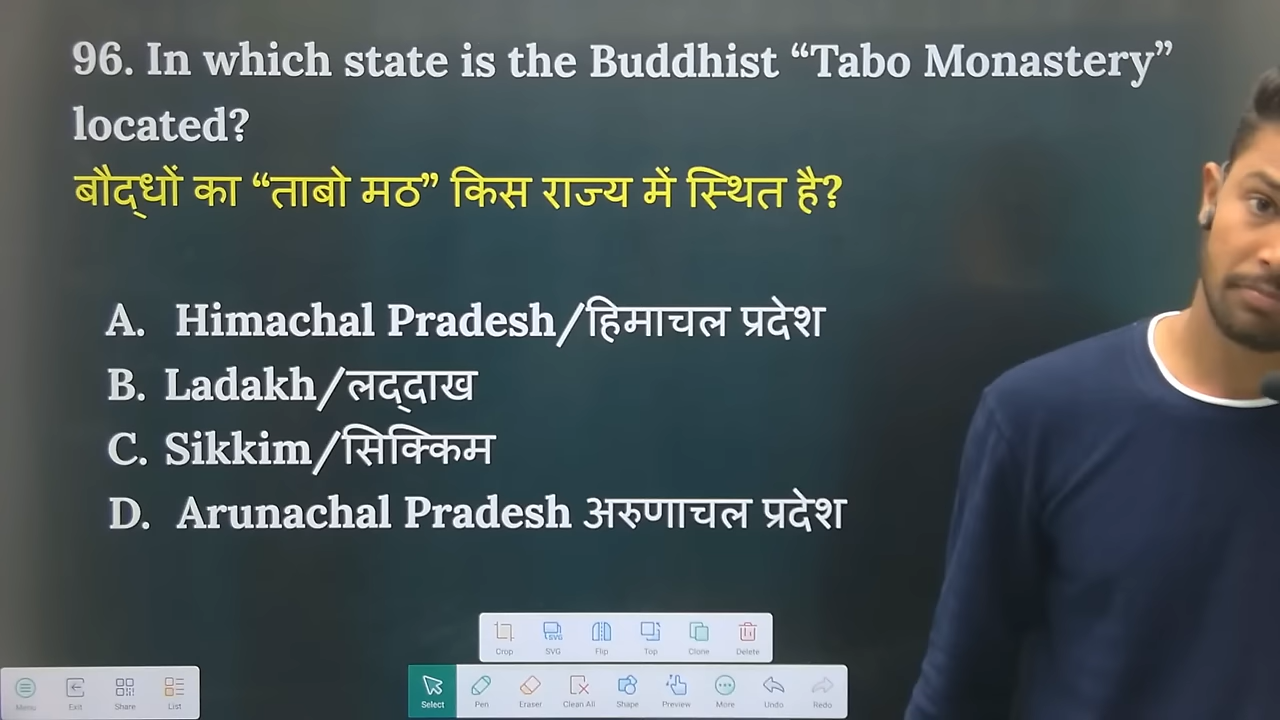 96. In which state is the Buddhist “Tabo Monastery”
located?
बौद्धों का “ताबो मठ” किस राज्य में स्थित है?
A. Himachal Pradesh/हिमाचल प्रदेश
B. Ladakh/लद्दाख
C. Sikkim/सिक्किम
D. Arunachal Pradesh अरुणाचल प्रदेश
SVG
Crop SVG Flip Top Clone Delete
Menu Exit Share List Select Pen Eraser Clean All Shape Preview More Undo Redo